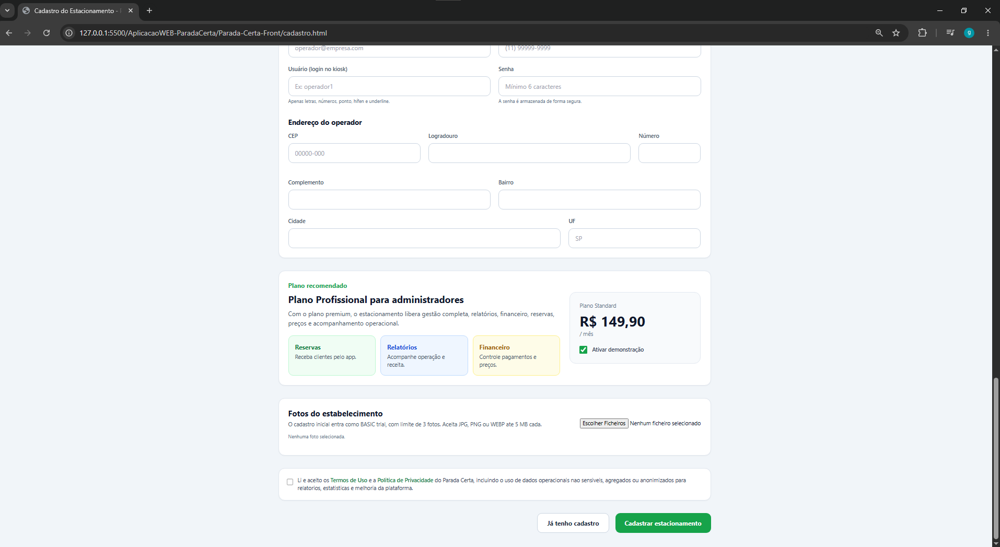 Cadastro do Estacionamento -
127.0.0.1:5500/AplicacaoWEB-ParadaCerta/Parada-Certa-Front/cadastro.html
g
operador@empresa.com (11) 99999-9999
Usuário (login no kiosk) Senha
Ex: operador1 Mínimo 6 caracteres
Apenas letras, números, ponto, hífen e underline. A senha é armazenada de forma segura.
Endereço do operador
CEP Logradouro Número
00000-000
Complemento Bairro
Cidade UF
SP
Plano recomendado
Plano Profissional para administradores
Com o plano premium, o estacionamento libera gestão completa, relatórios, financeiro, reservas,
preços e acompanhamento operacional.
Reservas
Receba clientes pelo app.
Relatórios
Acompanhe operação e
receita.
Financeiro
Controle pagamentos e
preços.
Plano Standard
R$ 149,90
/ mês
Ativar demonstração
Fotos do estabelecimento
O cadastro inicial entra como BASIC trial, com limite de 3 fotos. Aceita JPG, PNG ou WEBP ate 5 MB cada.
Nenhuma foto selecionada.
Escolher Ficheiros Nenhum ficheiro selecionado
Li e aceito os Termos de Uso e a Politica de Privacidade do Parada Certa, incluindo o uso de dados operacionais nao sensiveis, agregados ou anonimizados para
relatorios, estatisticas e melhoria da plataforma.
Já tenho cadastro Cadastrar estacionamento